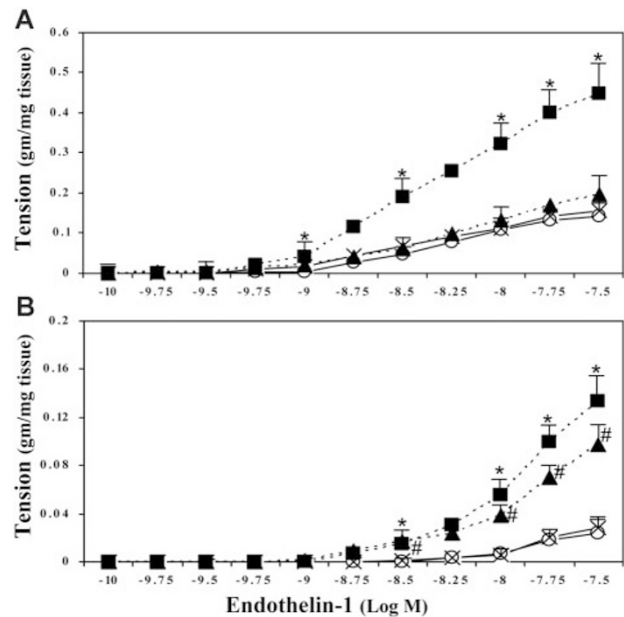 A
0.6
0.5
0.4
0.3
0.2
0.1
0
Tension (gm/mg tissue)
* * * * *
-10 -9.75 -9.5 -9.25 -9 -8.75 -8.5 -8.25 -8 -7.75 -7.5
B
0.2
0.16
0.12
0.08
0.04
0
Tension (gm/mg tissue)
* * * *
# # # #
-10 -9.75 -9.5 -9.25 -9 -8.75 -8.5 -8.25 -8 -7.75 -7.5
Endothelin-1 (Log M)